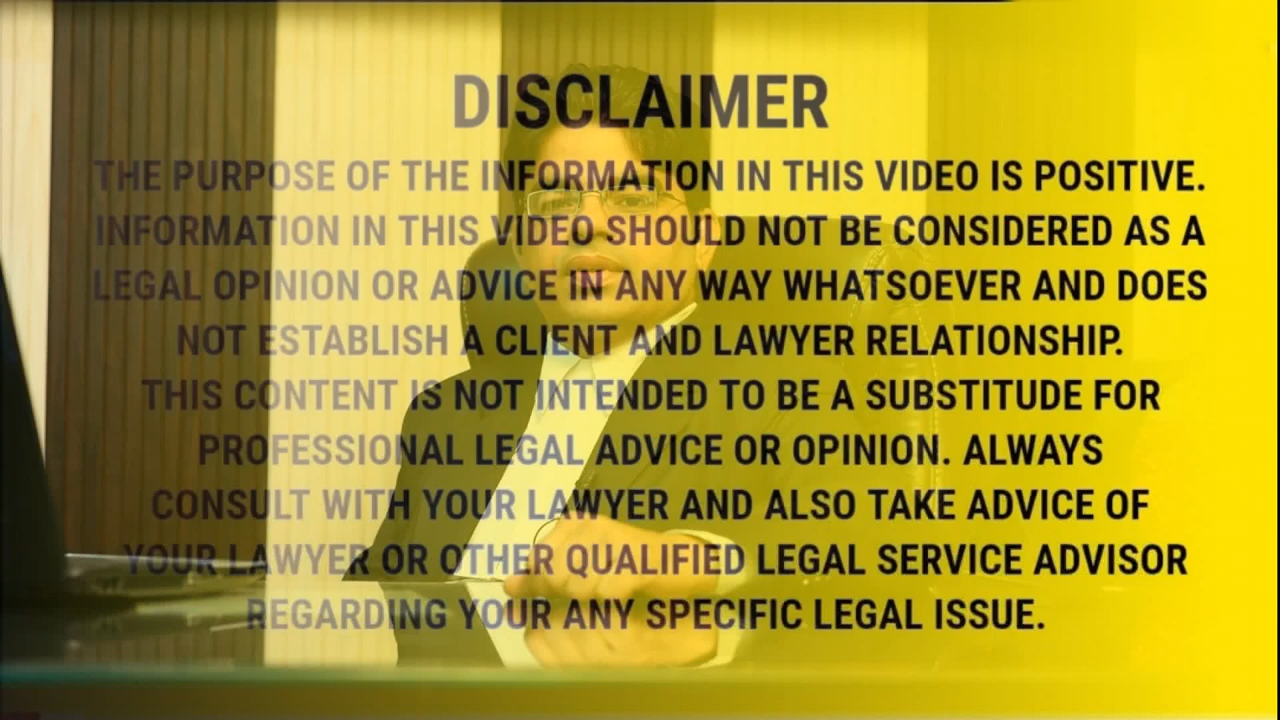 DISCLAIMER
THE PURPOSE OF THE INFORMATION IN THIS VIDEO IS POSITIVE.
INFORMATION IN THIS VIDEO SHOULD NOT BE CONSIDERED AS A
LEGAL OPINION OR ADVICE IN ANY WAY WHATSOEVER AND DOES
NOT ESTABLISH A CLIENT AND LAWYER RELATIONSHIP.
THIS CONTENT IS NOT INTENDED TO BE A SUBSTITUTE FOR
PROFESSIONAL LEGAL ADVICE OR OPINION. ALWAYS
CONSULT WITH YOUR LAWYER AND ALSO TAKE ADVICE OF
YOUR LAWYER OR OTHER QUALIFIED LEGAL SERVICE ADVISOR
REGARDING YOUR ANY SPECIFIC LEGAL ISSUE.